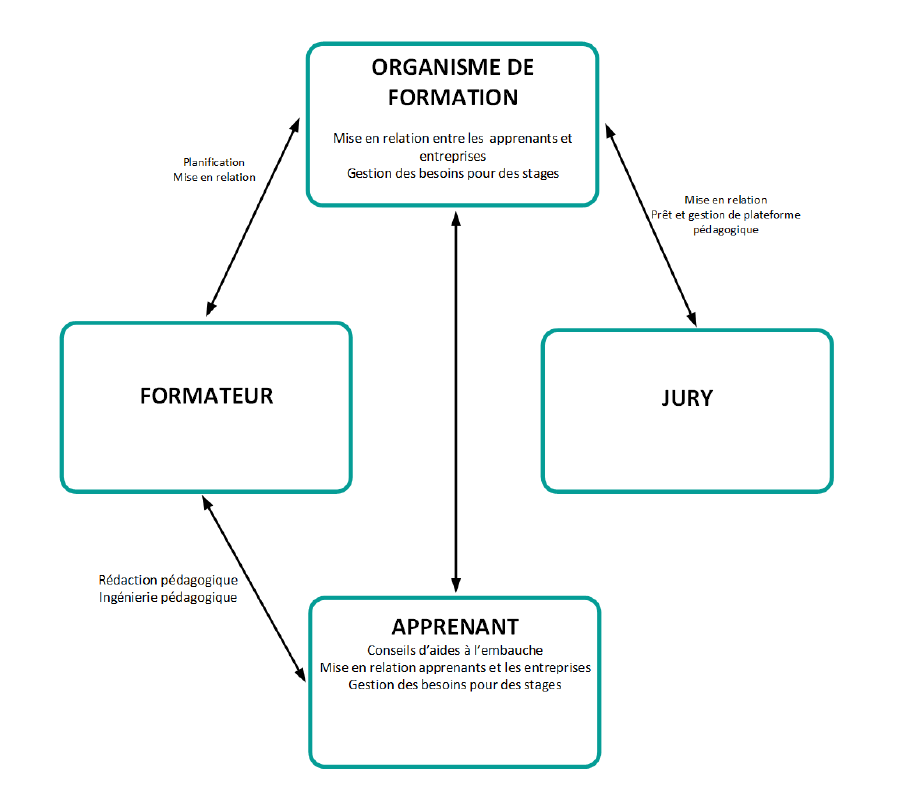 ORGANISME DE
FORMATION
Mise en relation entre les apprenants et
entreprises
Gestion des besoins pour des stages
Planification
Mise en relation
Mise en relation
Prêt et gestion de plateforme
pédagogique
FORMATEUR
JURY
Rédaction pédagogique
Ingénierie pédagogique
APPRENANT
Conseils d'aides à l'embauche
Mise en relation apprenants et les entreprises
Gestion des besoins pour des stages